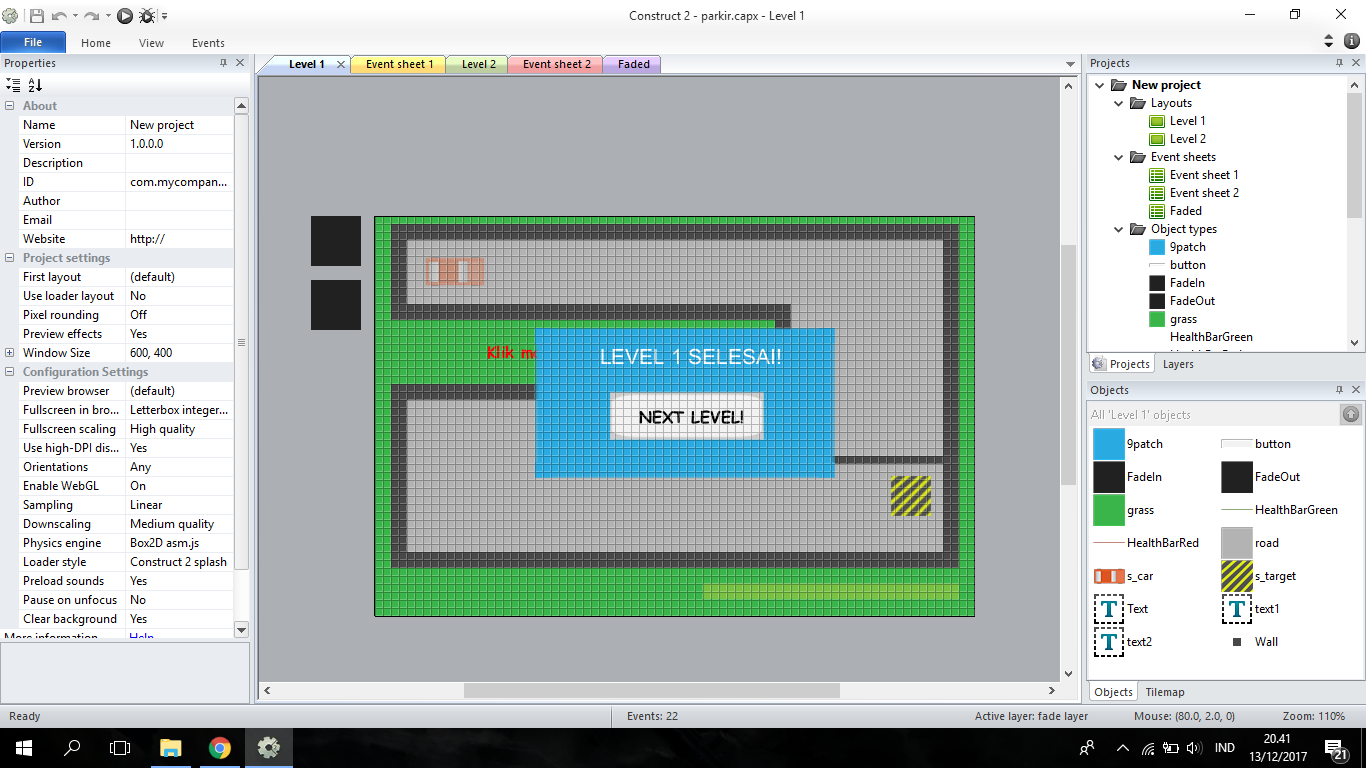 Construct 2 - parkir.capx - Level 1
File Home View Events
Properties
About
Name New project
Version 1.0.0.0
Description
ID com.mycompan...
Author
Email
Website http://
Project settings
First layout (default)
Use loader layout No
Pixel rounding Off
Preview effects Yes
Window Size 600, 400
Configuration Settings
Preview browser (default)
Fullscreen in bro... Letterbox integer...
Fullscreen scaling High quality
Use high-DPI dis... Yes
Orientations Any
Enable WebGL On
Sampling Linear
Downscaling Medium quality
Physics engine Box2D asm.js
Loader style Construct 2 splash
Preload sounds Yes
Pause on unfocus No
Clear background Yes
More information Help
Level 1 Event sheet 1 Level 2 Event sheet 2 Faded
Klik
LEVEL 1 SELESAI!
NEXT LEVEL!
Projects
New project
Layouts
Level 1
Level 2
Event sheets
Event sheet 1
Event sheet 2
Faded
Object types
9patch
button
FadeIn
FadeOut
grass
HealthBarGreen
Projects Layers
Objects
All 'Level 1' objects
9patch button
FadeIn FadeOut
grass HealthBarGreen
HealthBarRed road
s_car s_target
Text text1
text2 Wall
Objects Tilemap
Ready Events: 22 Active layer: fade layer Mouse: (80.0, 2.0, 0) Zoom: 110%
IND
20.41
13/12/2017
21